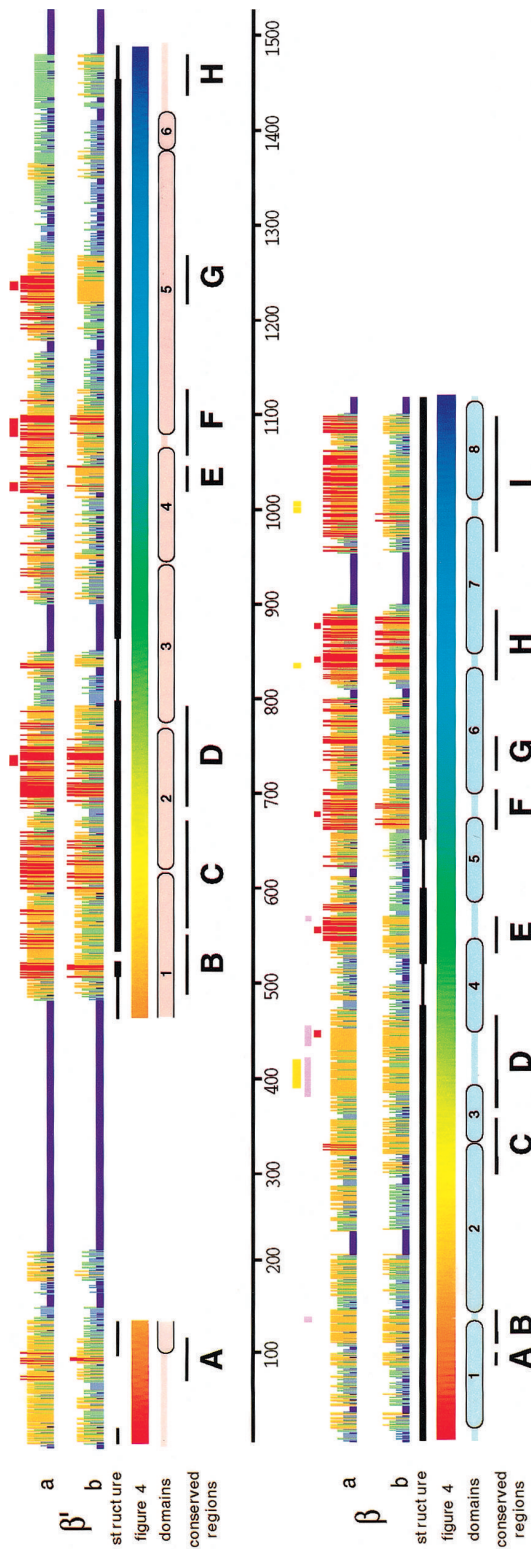 β'
a
b
structure
figure 4
domains
conserved
regions
1 2 3 4 5 6
A B C D E F G H
100 200 300 400 500 600 700 800 900 1000 1100 1200 1300 1400 1500
β
a
b
structure
figure 4
domains
conserved
regions
1 2 3 4 5 6 7 8
A B C D E F G H I